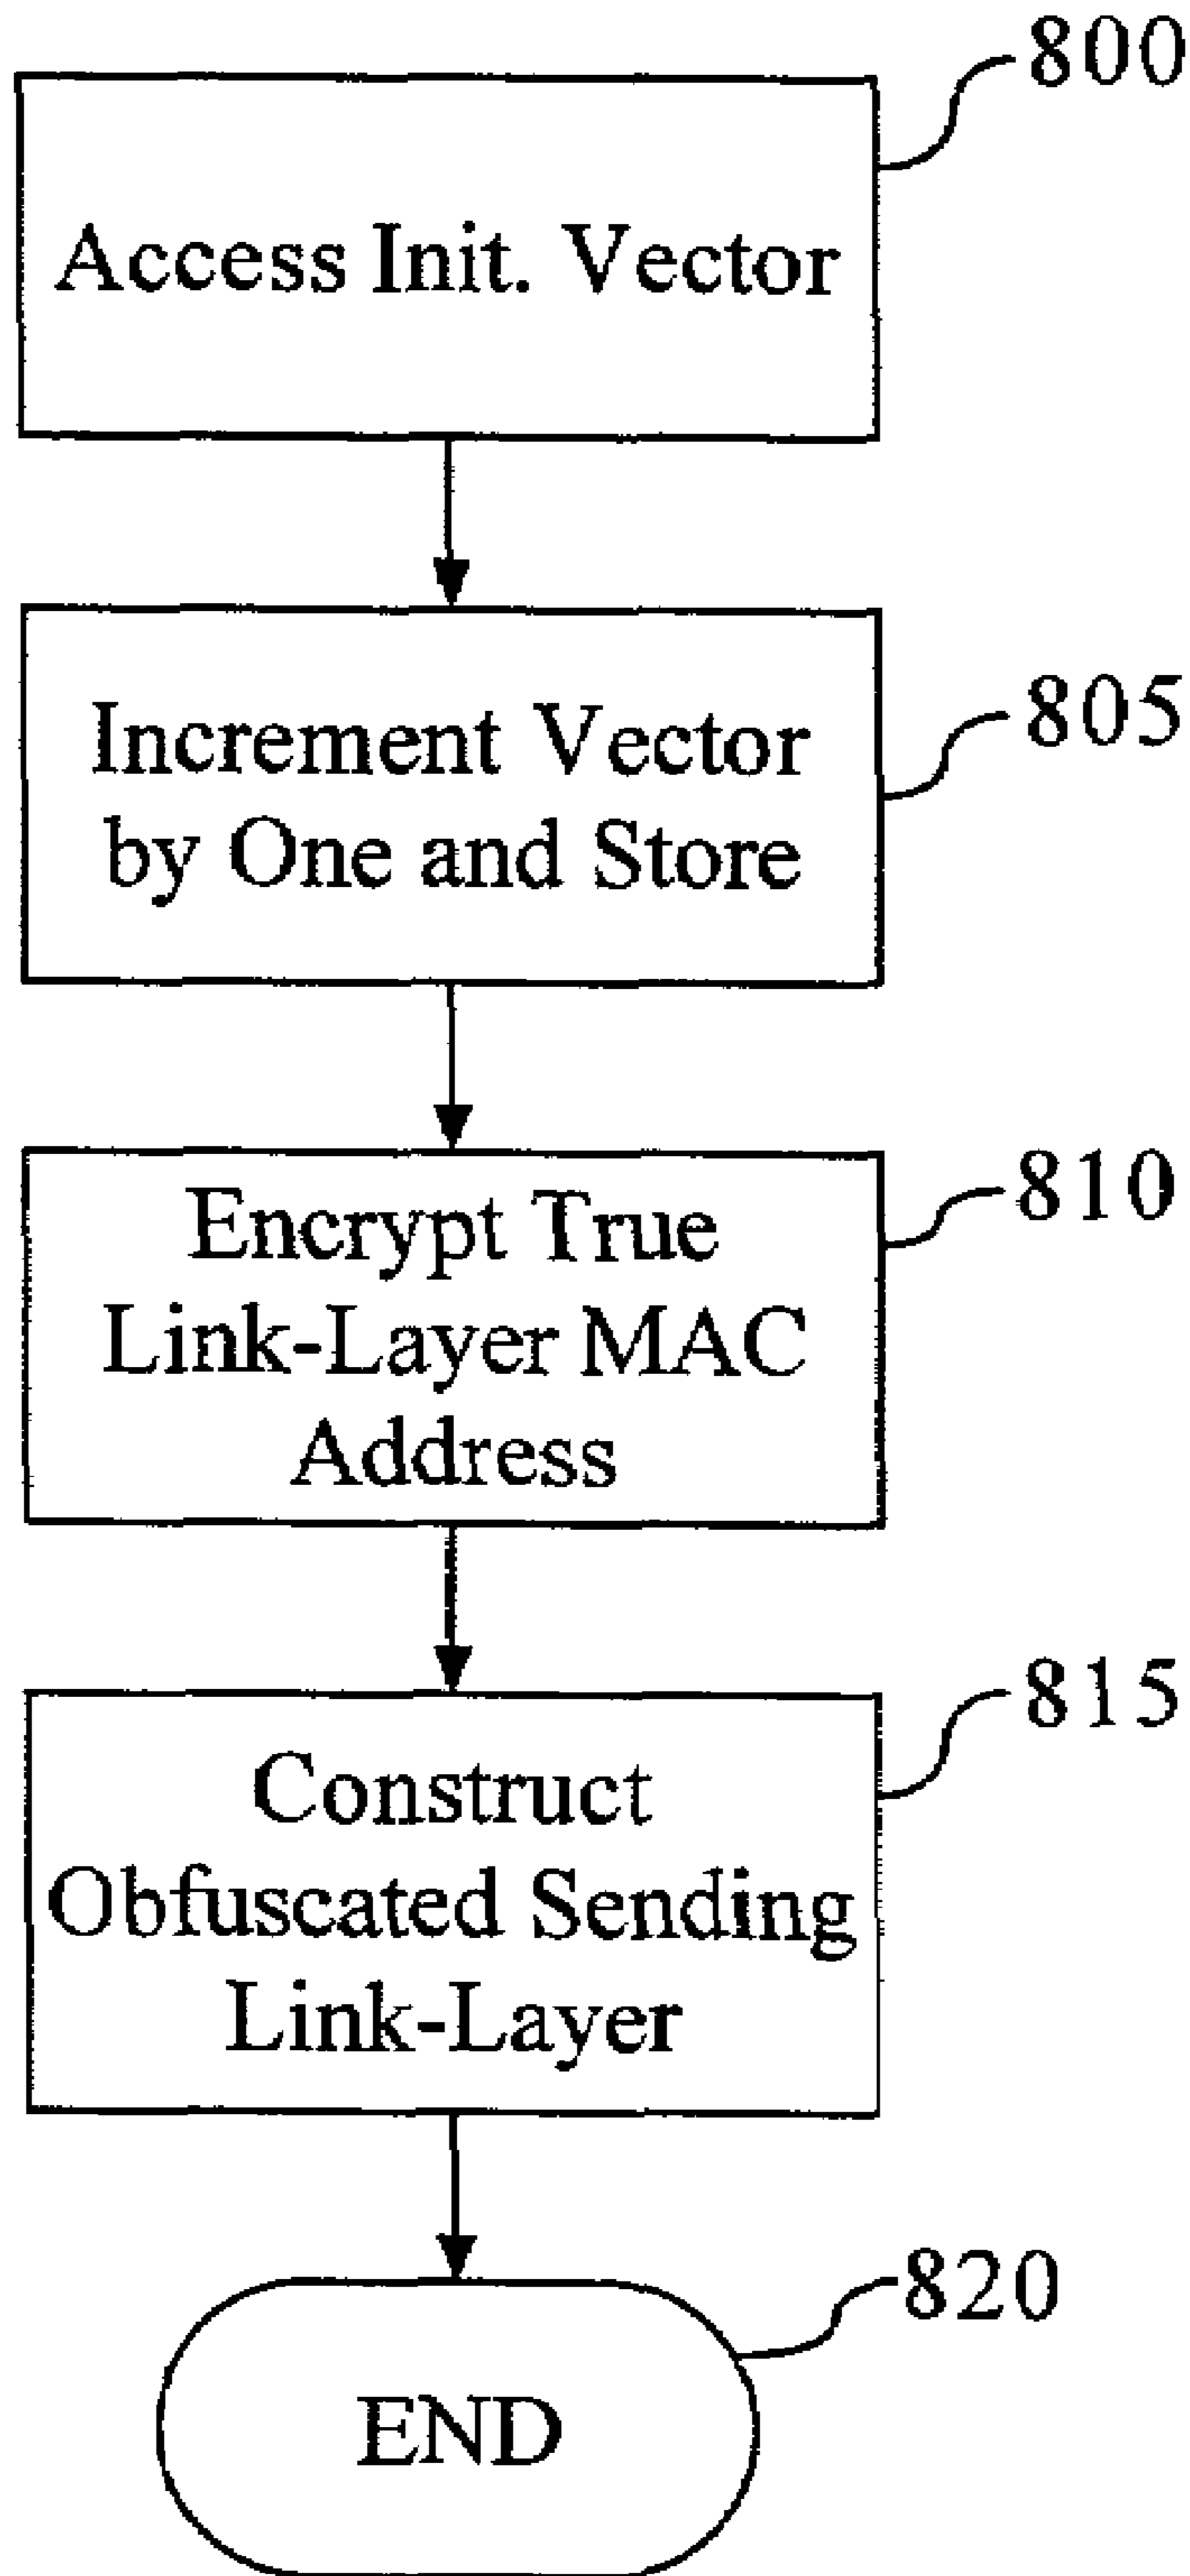 800
Access Init. Vector
805
Increment Vector
by One and Store
810
Encrypt True
Link-Layer MAC
Address
815
Construct
Obfuscated Sending
Link-Layer
820
END